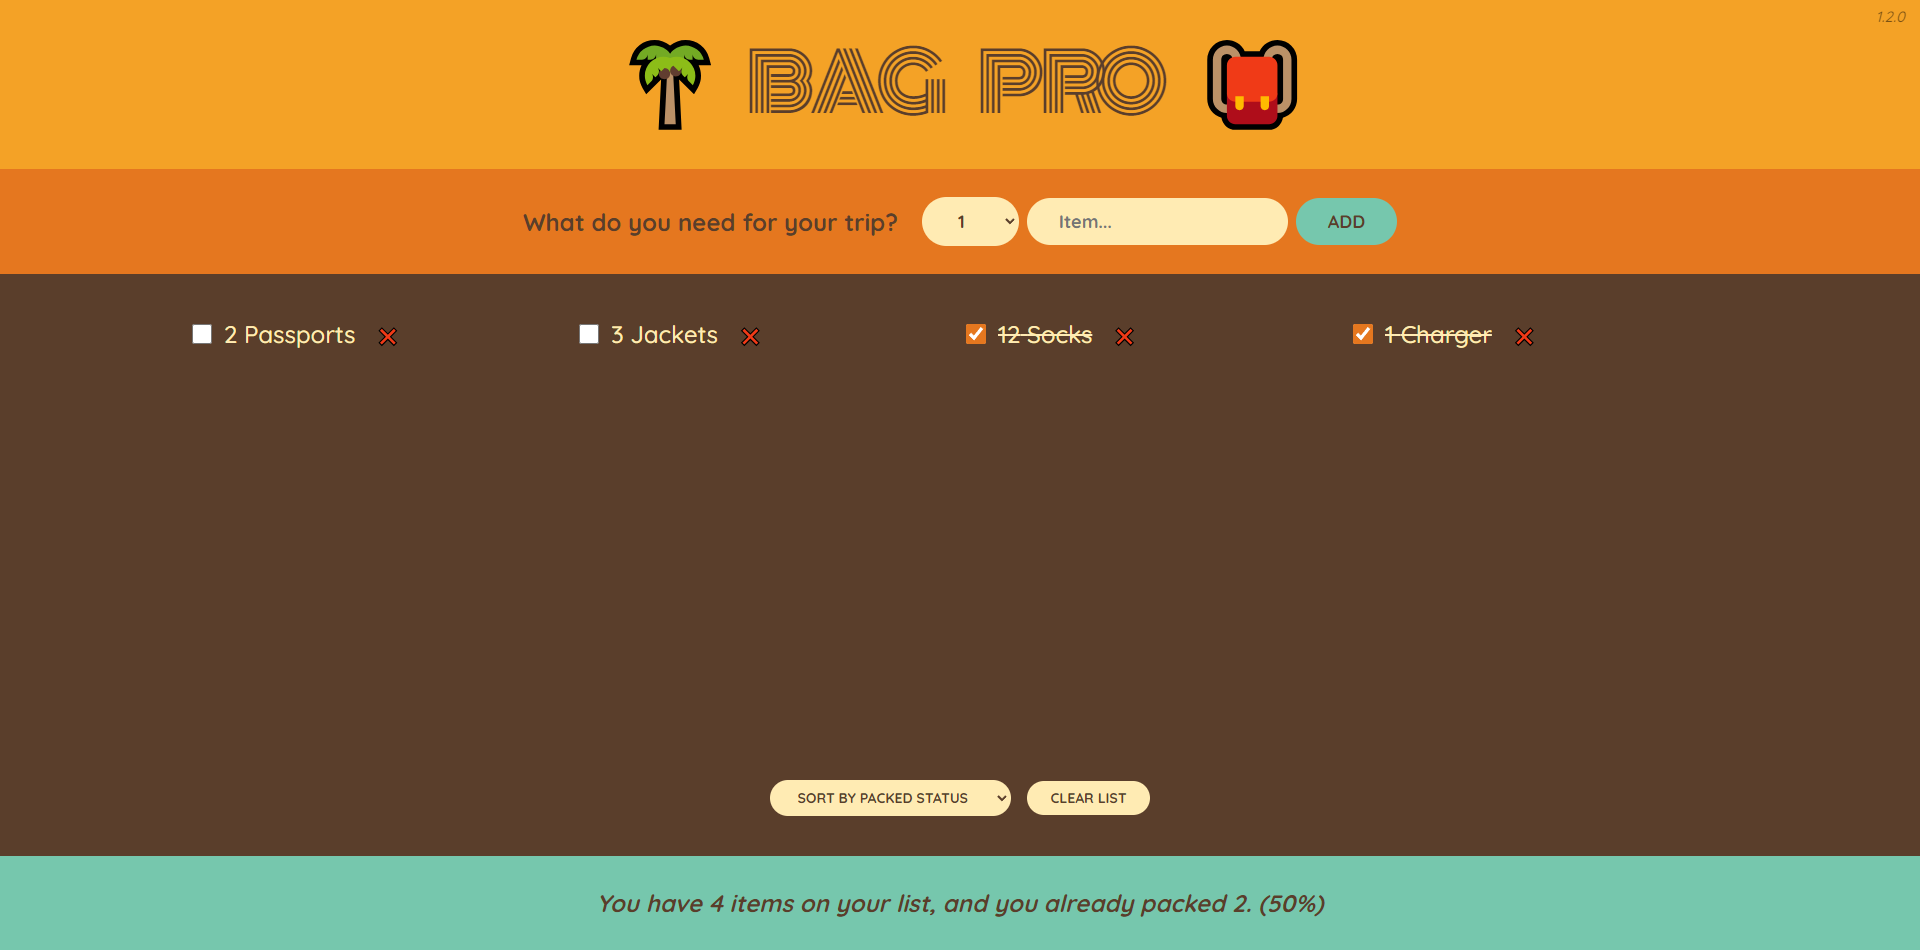 1.2.0
BAG PRO
What do you need for your trip? 1 Item... ADD
2 Passports 3 Jackets 12 Socks 1 Charger
SORT BY PACKED STATUS CLEAR LIST
You have 4 items on your list, and you already packed 2. (50%)